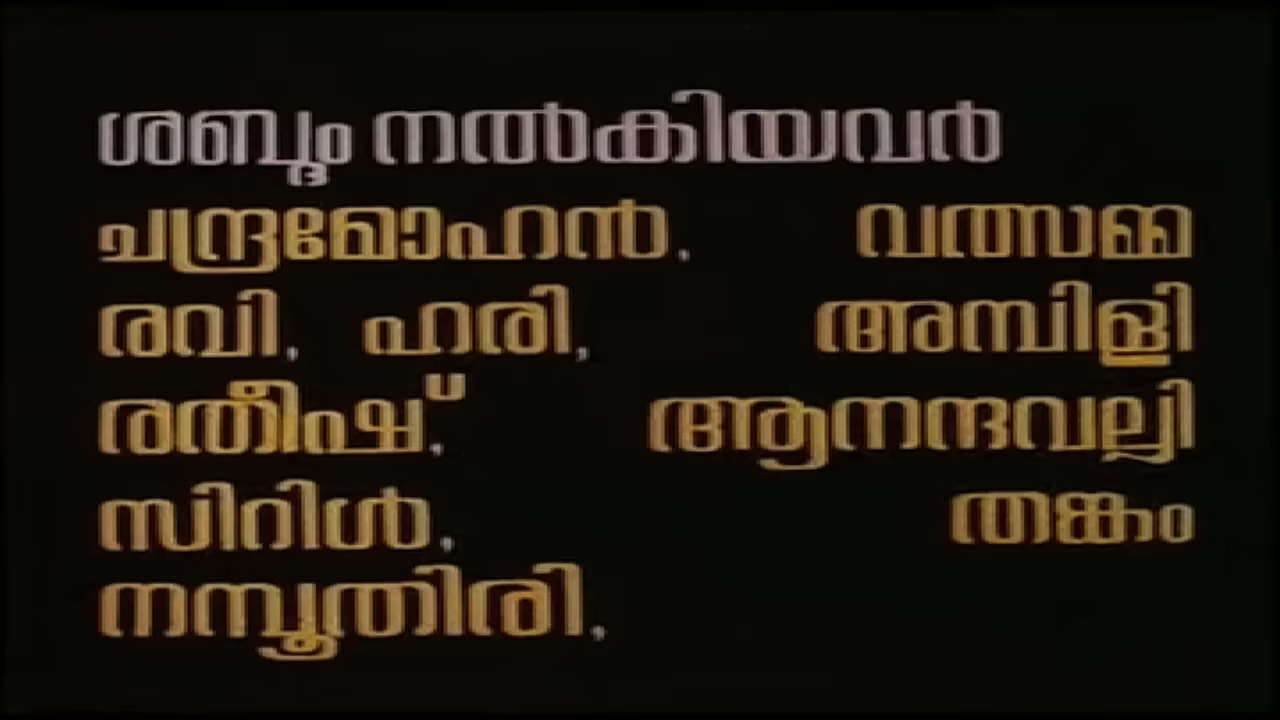 ശബ്ദം നൽകിയവർ
ചന്ദ്രമോഹൻ, വത്സമ്മ
രവി, ഹരി, അമ്പിളി
രതീഷ്, ആനന്ദവല്ലി
സിറിൾ, തങ്കം
നമ്പൂതിരി,